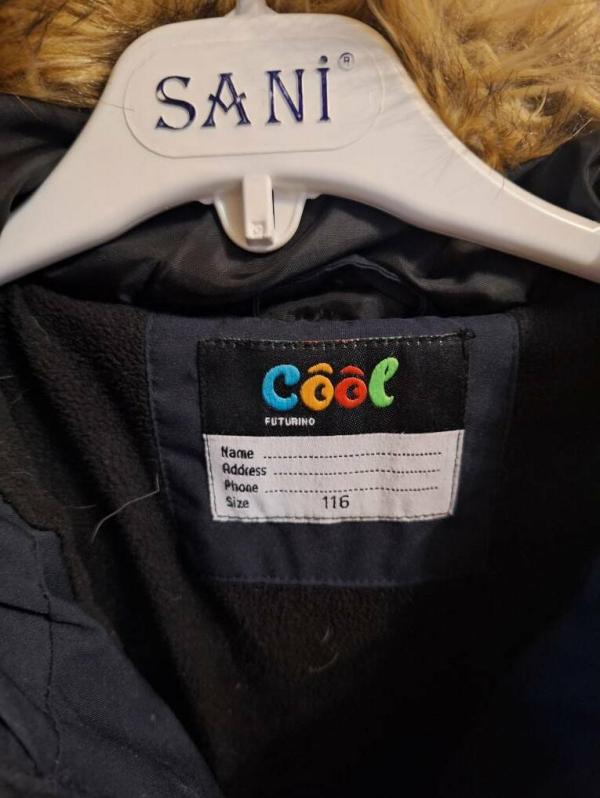 SANİ®
CÔÔL
FUTURINO
Name ........................
Address ........................
Phone ........................
Size 116